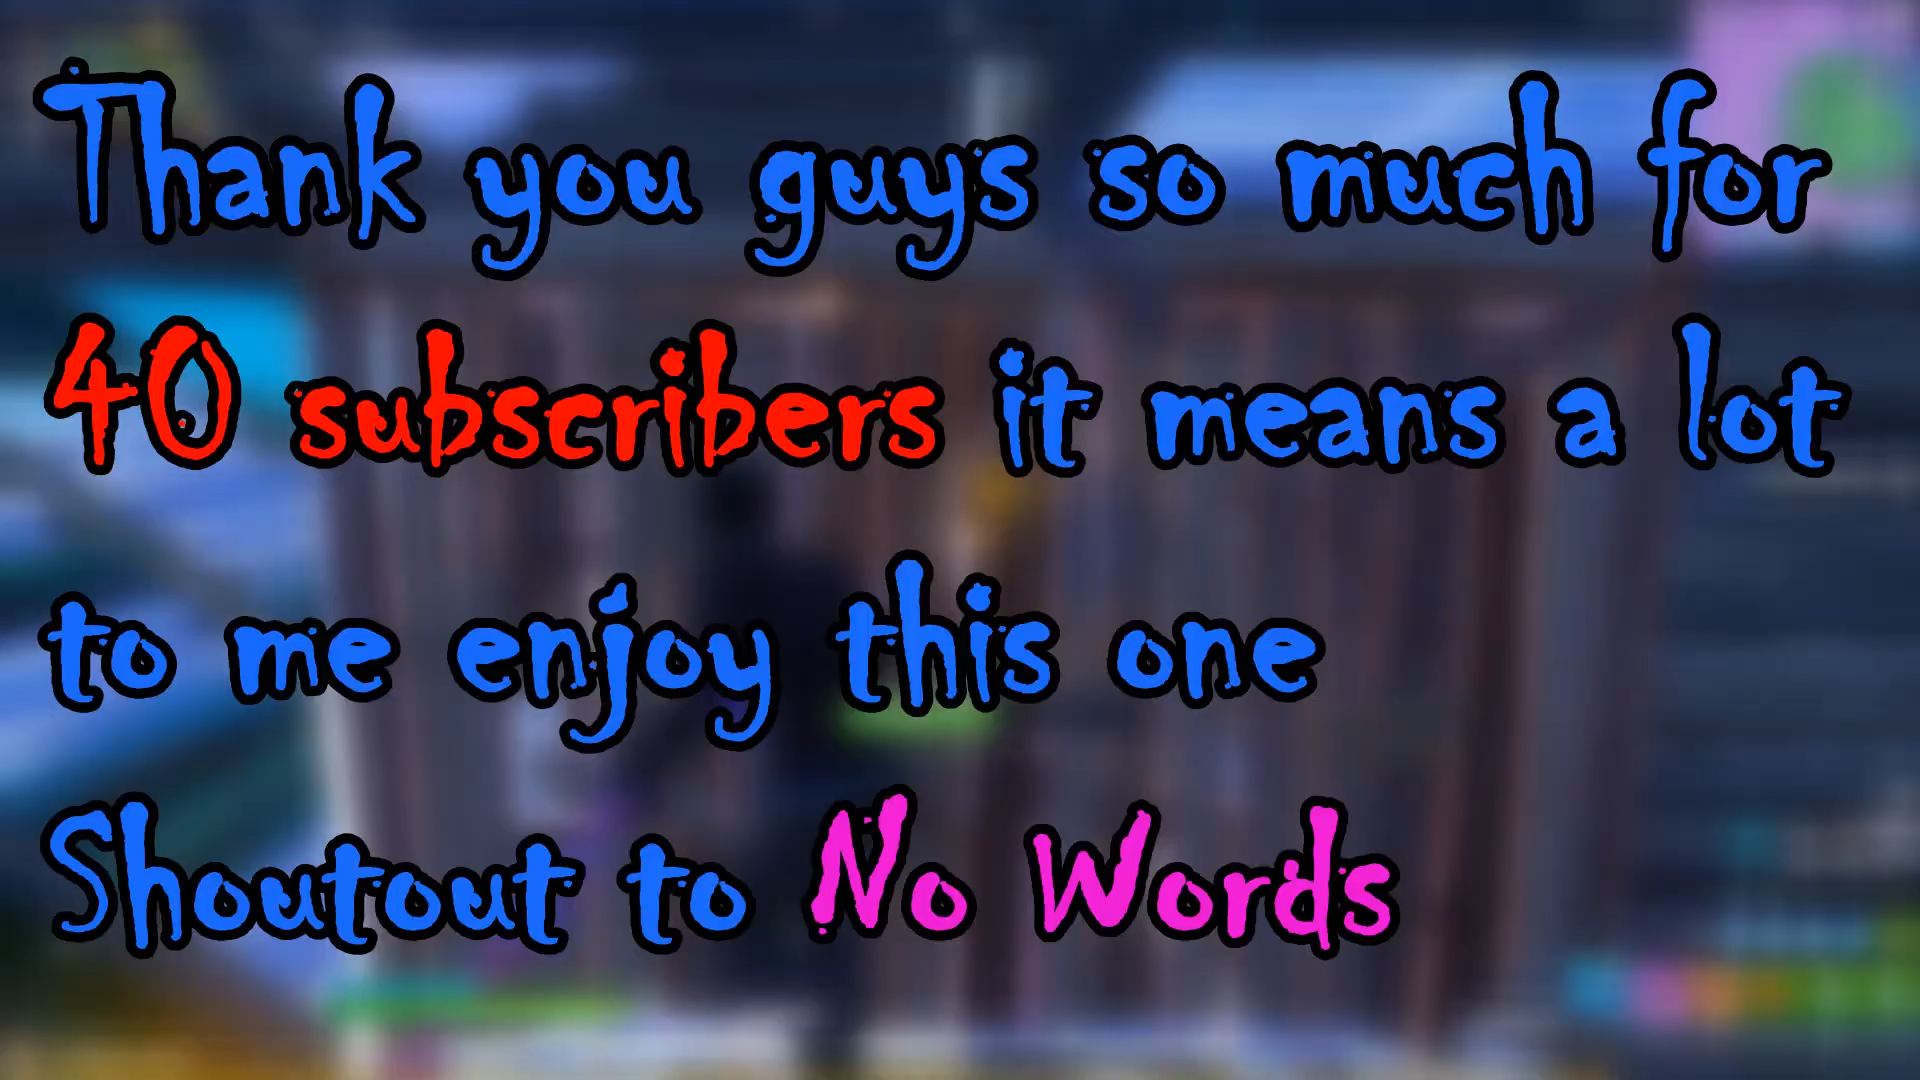 Thank you guys so much for
40 subscribers it means a lot
to me enjoy this one
Shoutout to No Words